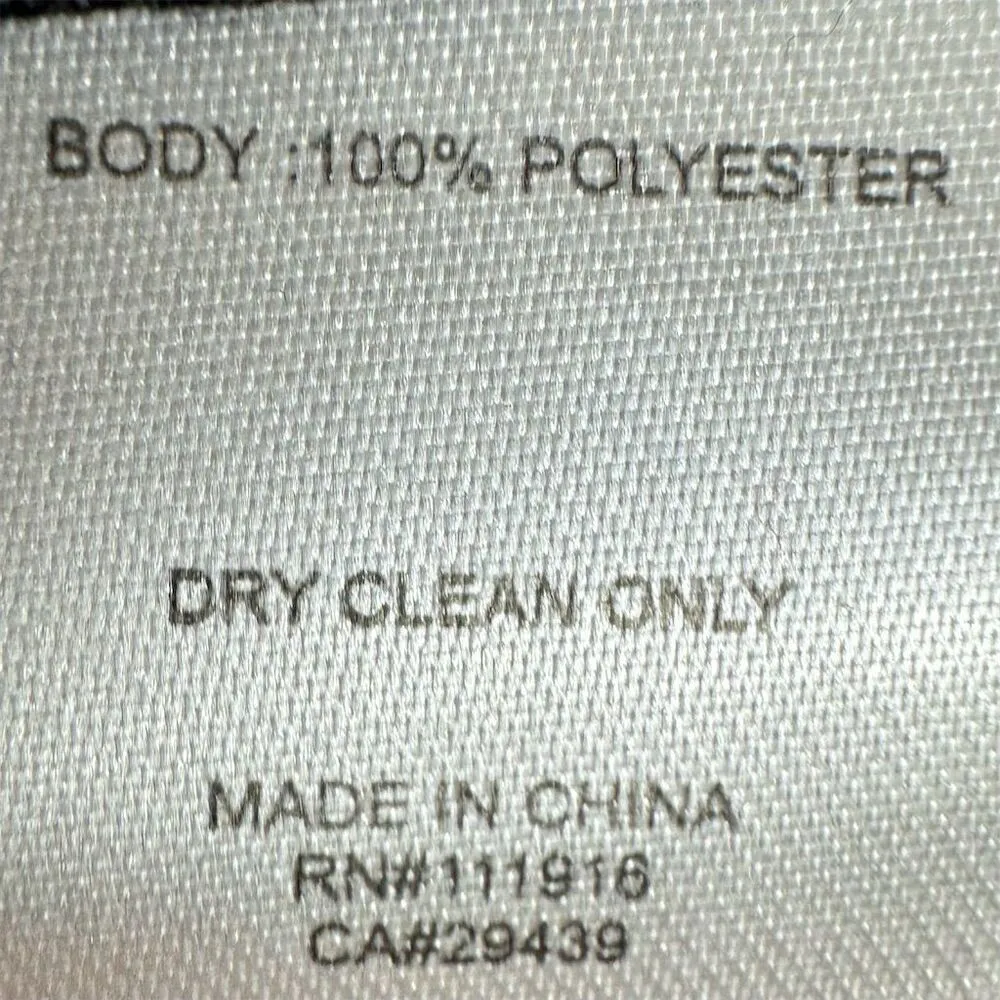 BODY :100% POLYESTER
DRY CLEAN ONLY
MADE IN CHINA
RN#111916
CA#29439